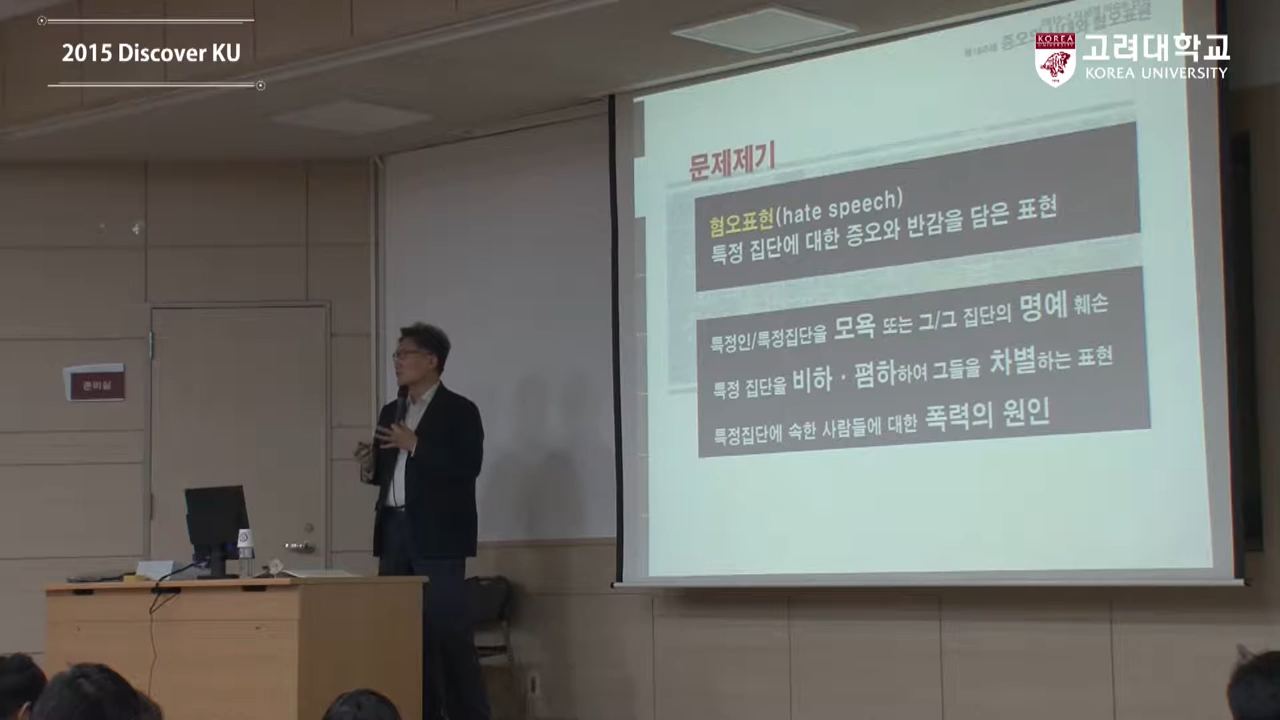 2015 Discover KU
KOREA
UNIVERSITY
고려대학교
KOREA UNIVERSITY
문제제기
혐오표현(hate speech)
특정 집단에 대한 증오와 반감을 담은 표현
특정인/특정집단을 모욕 또는 그/그 집단의 명예 훼손
특정 집단을 비하 · 폄하하여 그들을 차별하는 표현
특정집단에 속한 사람들에 대한 폭력의 원인
준비실